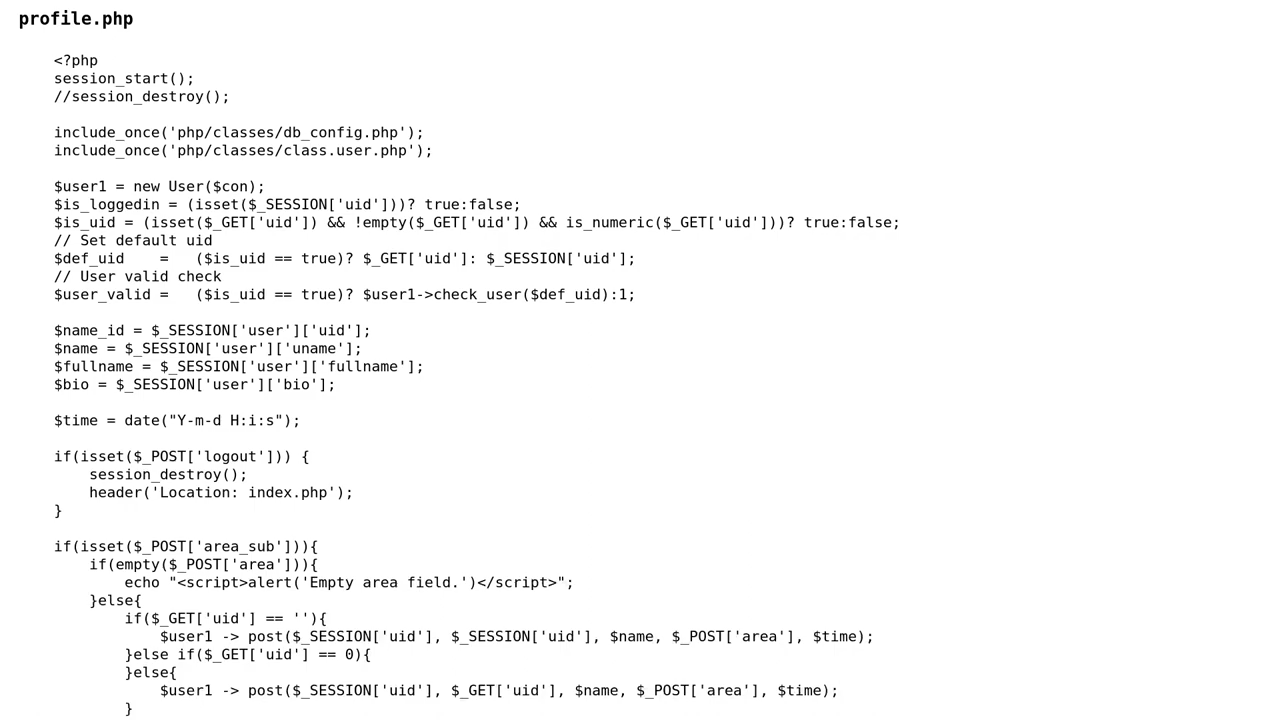 profile.php
<?php
session_start();
//session_destroy();
include_once('php/classes/db_config.php');
include_once('php/classes/class.user.php');
$user1 = new User($con);
$is_loggedin = (isset($_SESSION['uid']))? true:false;
$is_uid = (isset($_GET['uid']) && !empty($_GET['uid']) && is_numeric($_GET['uid']))? true:false;
// Set default uid
$def_uid    =   ($is_uid == true)? $_GET['uid']: $_SESSION['uid'];
// User valid check
$user_valid =   ($is_uid == true)? $user1->check_user($def_uid):1;
$name_id = $_SESSION['user']['uid'];
$name = $_SESSION['user']['uname'];
$fullname = $_SESSION['user']['fullname'];
$bio = $_SESSION['user']['bio'];
$time = date("Y-m-d H:i:s");
if(isset($_POST['logout'])) {
    session_destroy();
    header('Location: index.php');
}
if(isset($_POST['area_sub'])){
    if(empty($_POST['area'])){
        echo "<script>alert('Empty area field.')</script>";
    }else{
        if($_GET['uid'] == ''){
            $user1 -> post($_SESSION['uid'], $_SESSION['uid'], $name, $_POST['area'], $time);
        }else if($_GET['uid'] == 0){
        }else{
            $user1 -> post($_SESSION['uid'], $_GET['uid'], $name, $_POST['area'], $time);
        }